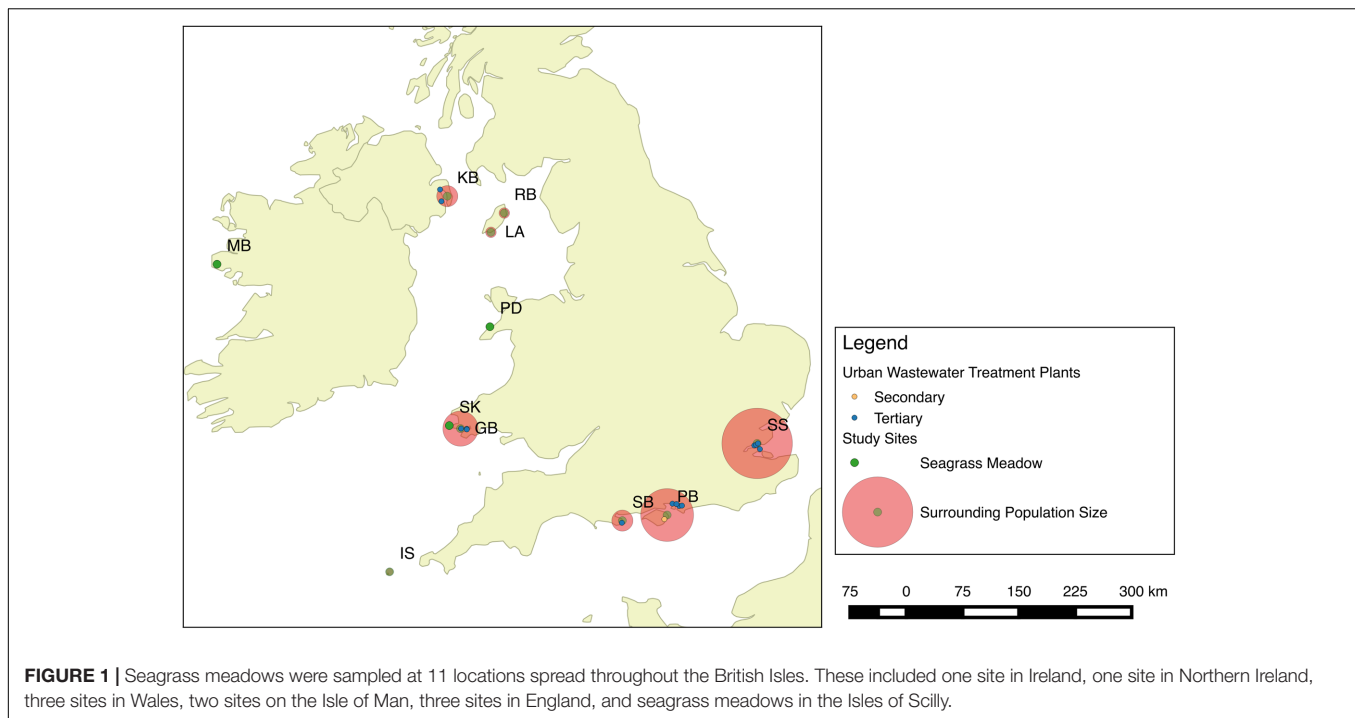 KB
RB
LA
MB
PD
SK
GB
SS
SB
PB
IS
Legend
Urban Wastewater Treatment Plants
Secondary
Tertiary
Study Sites
Seagrass Meadow
Surrounding Population Size
75 0 75 150 225 300 km
FIGURE 1 | Seagrass meadows were sampled at 11 locations spread throughout the British Isles. These included one site in Ireland, one site in Northern Ireland,
three sites in Wales, two sites on the Isle of Man, three sites in England, and seagrass meadows in the Isles of Scilly.